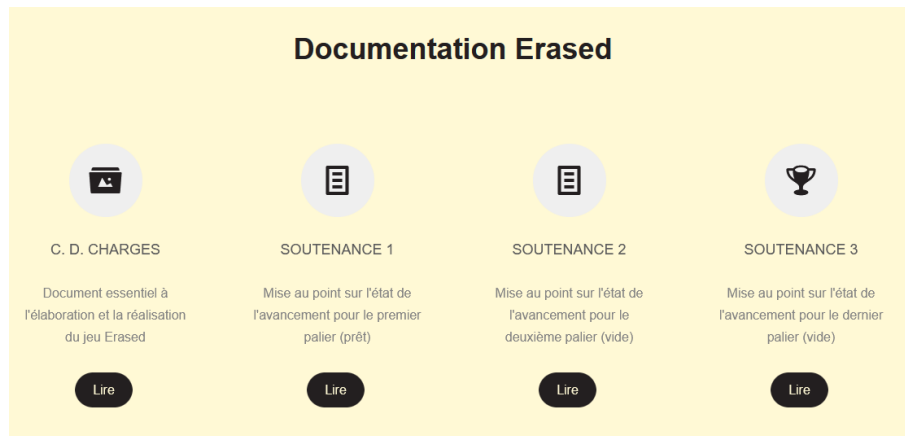 Documentation Erased
C. D. CHARGES
Document essentiel à
l'élaboration et la réalisation
du jeu Erased
Lire
SOUTENANCE 1
Mise au point sur l'état de
l'avancement pour le premier
palier (prêt)
Lire
SOUTENANCE 2
Mise au point sur l'état de
l'avancement pour le
deuxième palier (vide)
Lire
SOUTENANCE 3
Mise au point sur l'état de
l'avancement pour le dernier
palier (vide)
Lire